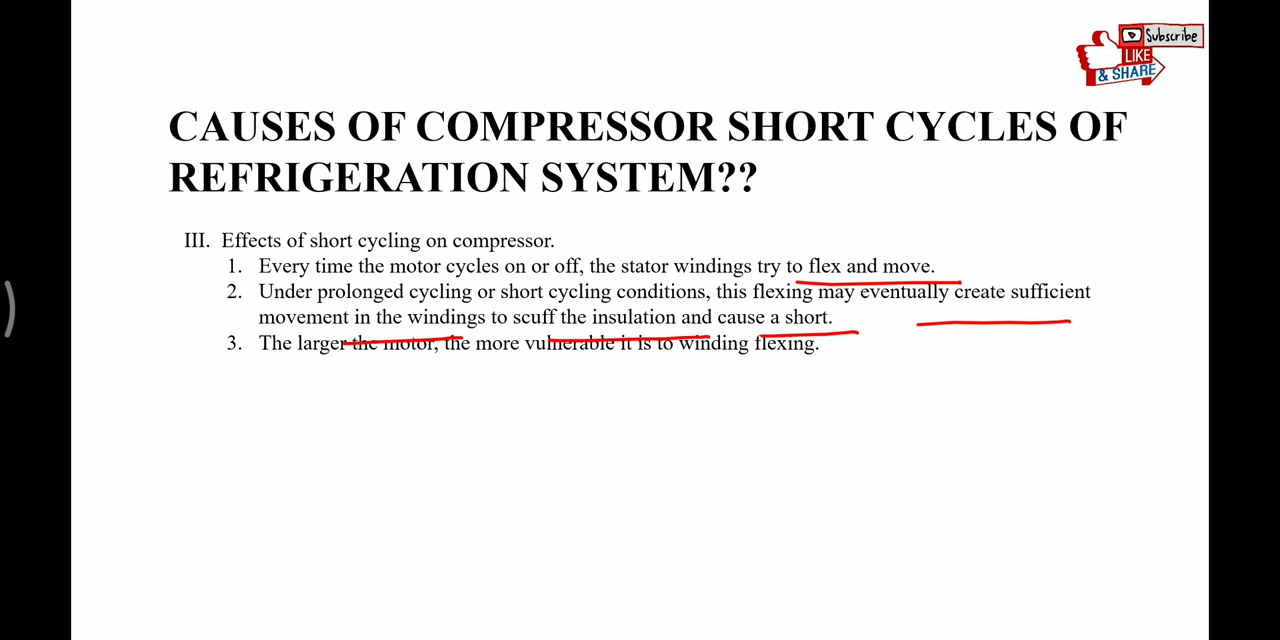 Subscribe
LIKE
& SHARE
CAUSES OF COMPRESSOR SHORT CYCLES OF
REFRIGERATION SYSTEM??
III. Effects of short cycling on compressor.
1. Every time the motor cycles on or off, the stator windings try to flex and move.
2. Under prolonged cycling or short cycling conditions, this flexing may eventually create sufficient
movement in the windings to scuff the insulation and cause a short.
3. The larger the motor, the more vulnerable it is to winding flexing.